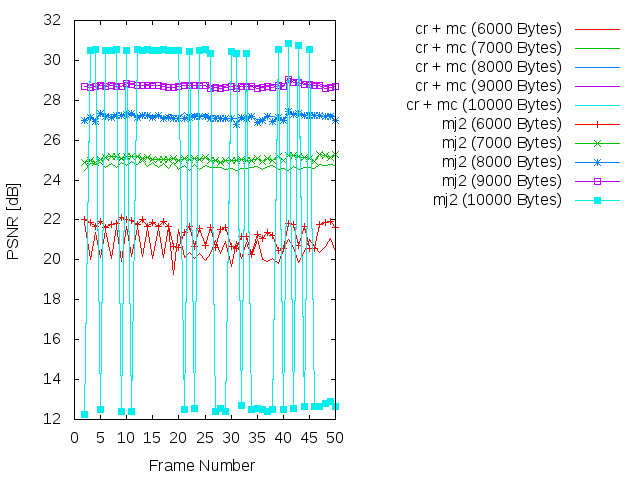 32
30
28
26
24
22
20
18
16
14
12
PSNR [dB]
0 5 10 15 20 25 30 35 40 45 50
Frame Number
cr + mc (6000 Bytes)
cr + mc (7000 Bytes)
cr + mc (8000 Bytes)
cr + mc (9000 Bytes)
cr + mc (10000 Bytes)
mj2 (6000 Bytes)
mj2 (7000 Bytes)
mj2 (8000 Bytes)
mj2 (9000 Bytes)
mj2 (10000 Bytes)